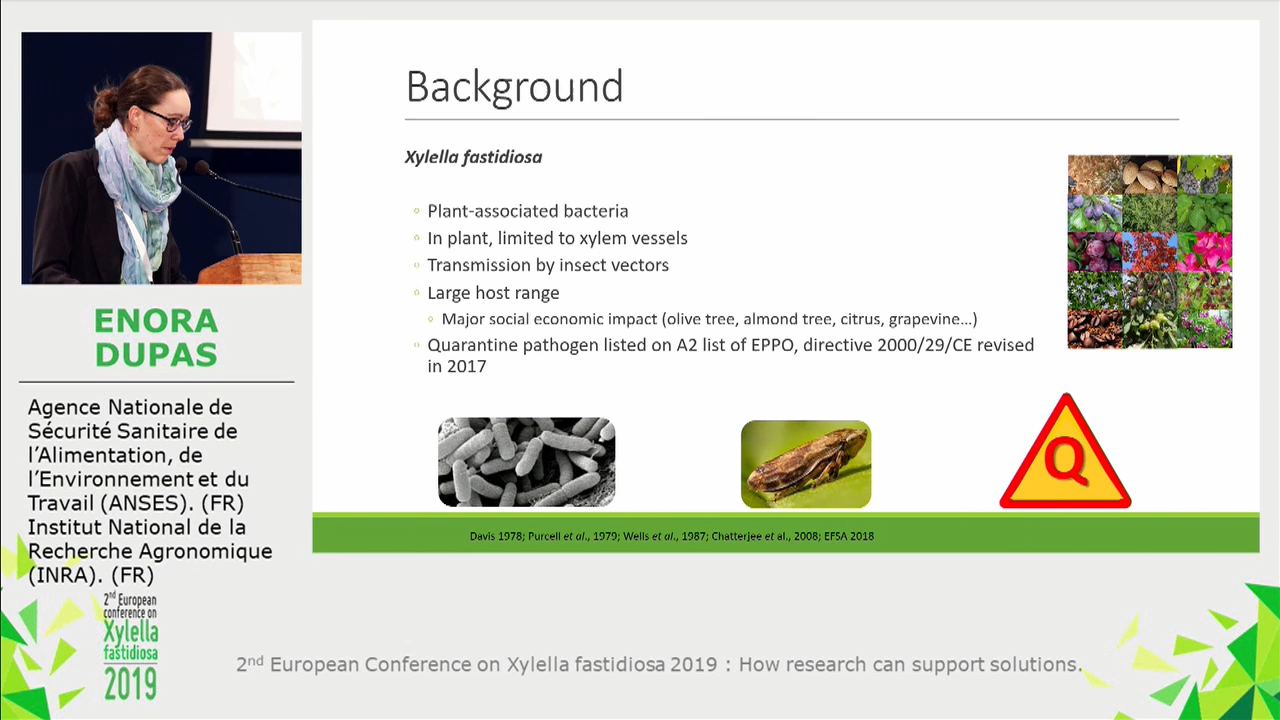 Background
Xylella fastidiosa
Plant-associated bacteria
In plant, limited to xylem vessels
Transmission by insect vectors
Large host range
Major social economic impact (olive tree, almond tree, citrus, grapevine...)
Quarantine pathogen listed on A2 list of EPPO, directive 2000/29/CE revised
in 2017
Q
Davis 1978; Purcell et al., 1979; Wells et al., 1987; Chatterjee et al., 2008; EFSA 2018
ENORA
DUPAS
Agence Nationale de
Sécurité Sanitaire de
l'Alimentation, de
l'Environnement et du
Travail (ANSES). (FR)
Institut National de la
Recherche Agronomique
(INRA). (FR)
2nd European
conference on
Xylella
fastidiosa
2019
2nd European Conference on Xylella fastidiosa 2019 : How research can support solutions.